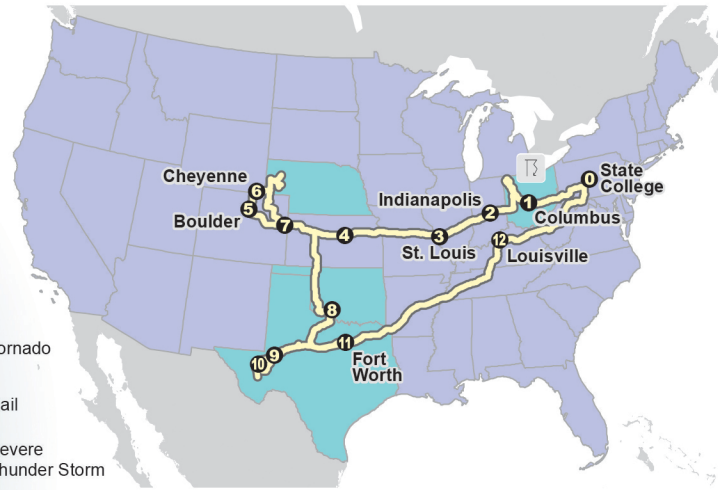 Cheyenne
6
5
Boulder
7
4
3
St. Louis
Indianapolis
2
1
Columbus
0
State
College
12
Louisville
8
9
10
11
Fort
Worth
ornado
ail
evere
hunder Storm